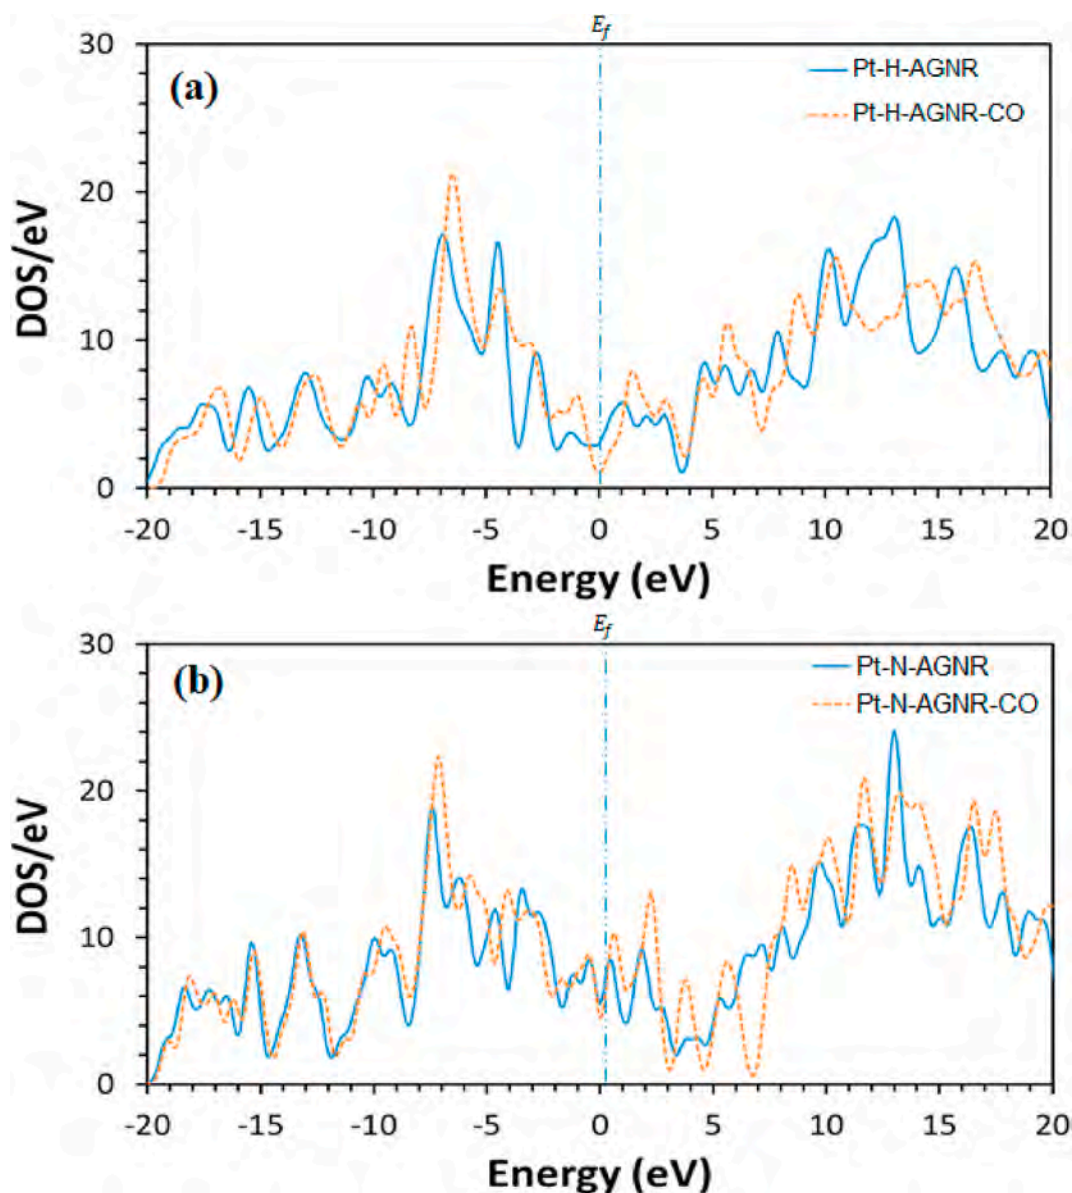 E_f
30
(a)
Pt-H-AGNR
Pt-H-AGNR-CO
20
DOS/eV
10
0
-20 -15 -10 -5 0 5 10 15 20
Energy (eV)
E_f
30
(b)
Pt-N-AGNR
Pt-N-AGNR-CO
20
DOS/eV
10
0
-20 -15 -10 -5 0 5 10 15 20
Energy (eV)